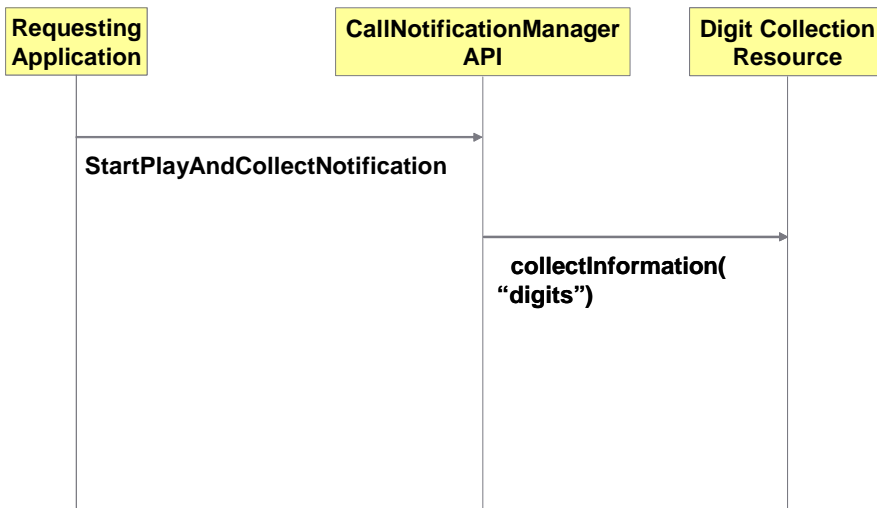 Requesting
Application
CallNotificationManager
API
Digit Collection
Resource
StartPlayAndCollectNotification
collectInformation(
“digits”)